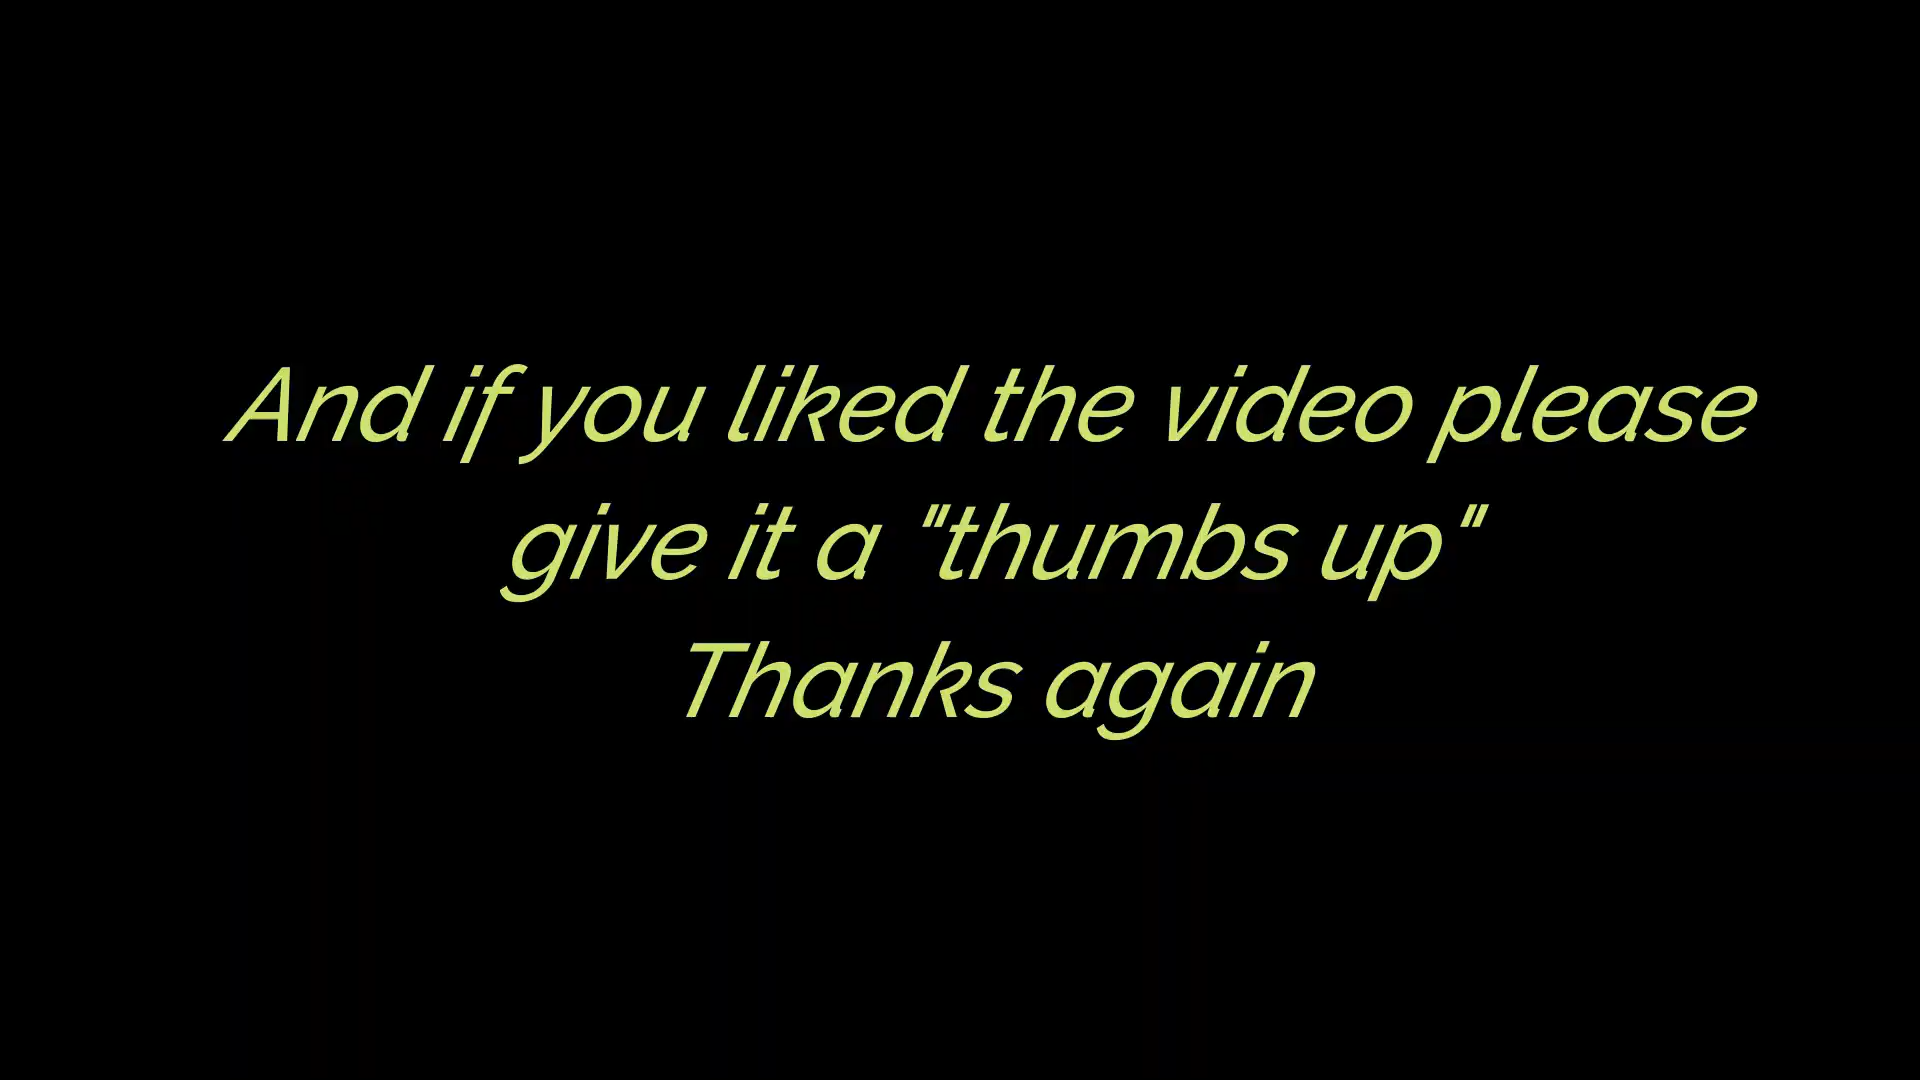 And if you liked the video please
give it a "thumbs up"
Thanks again